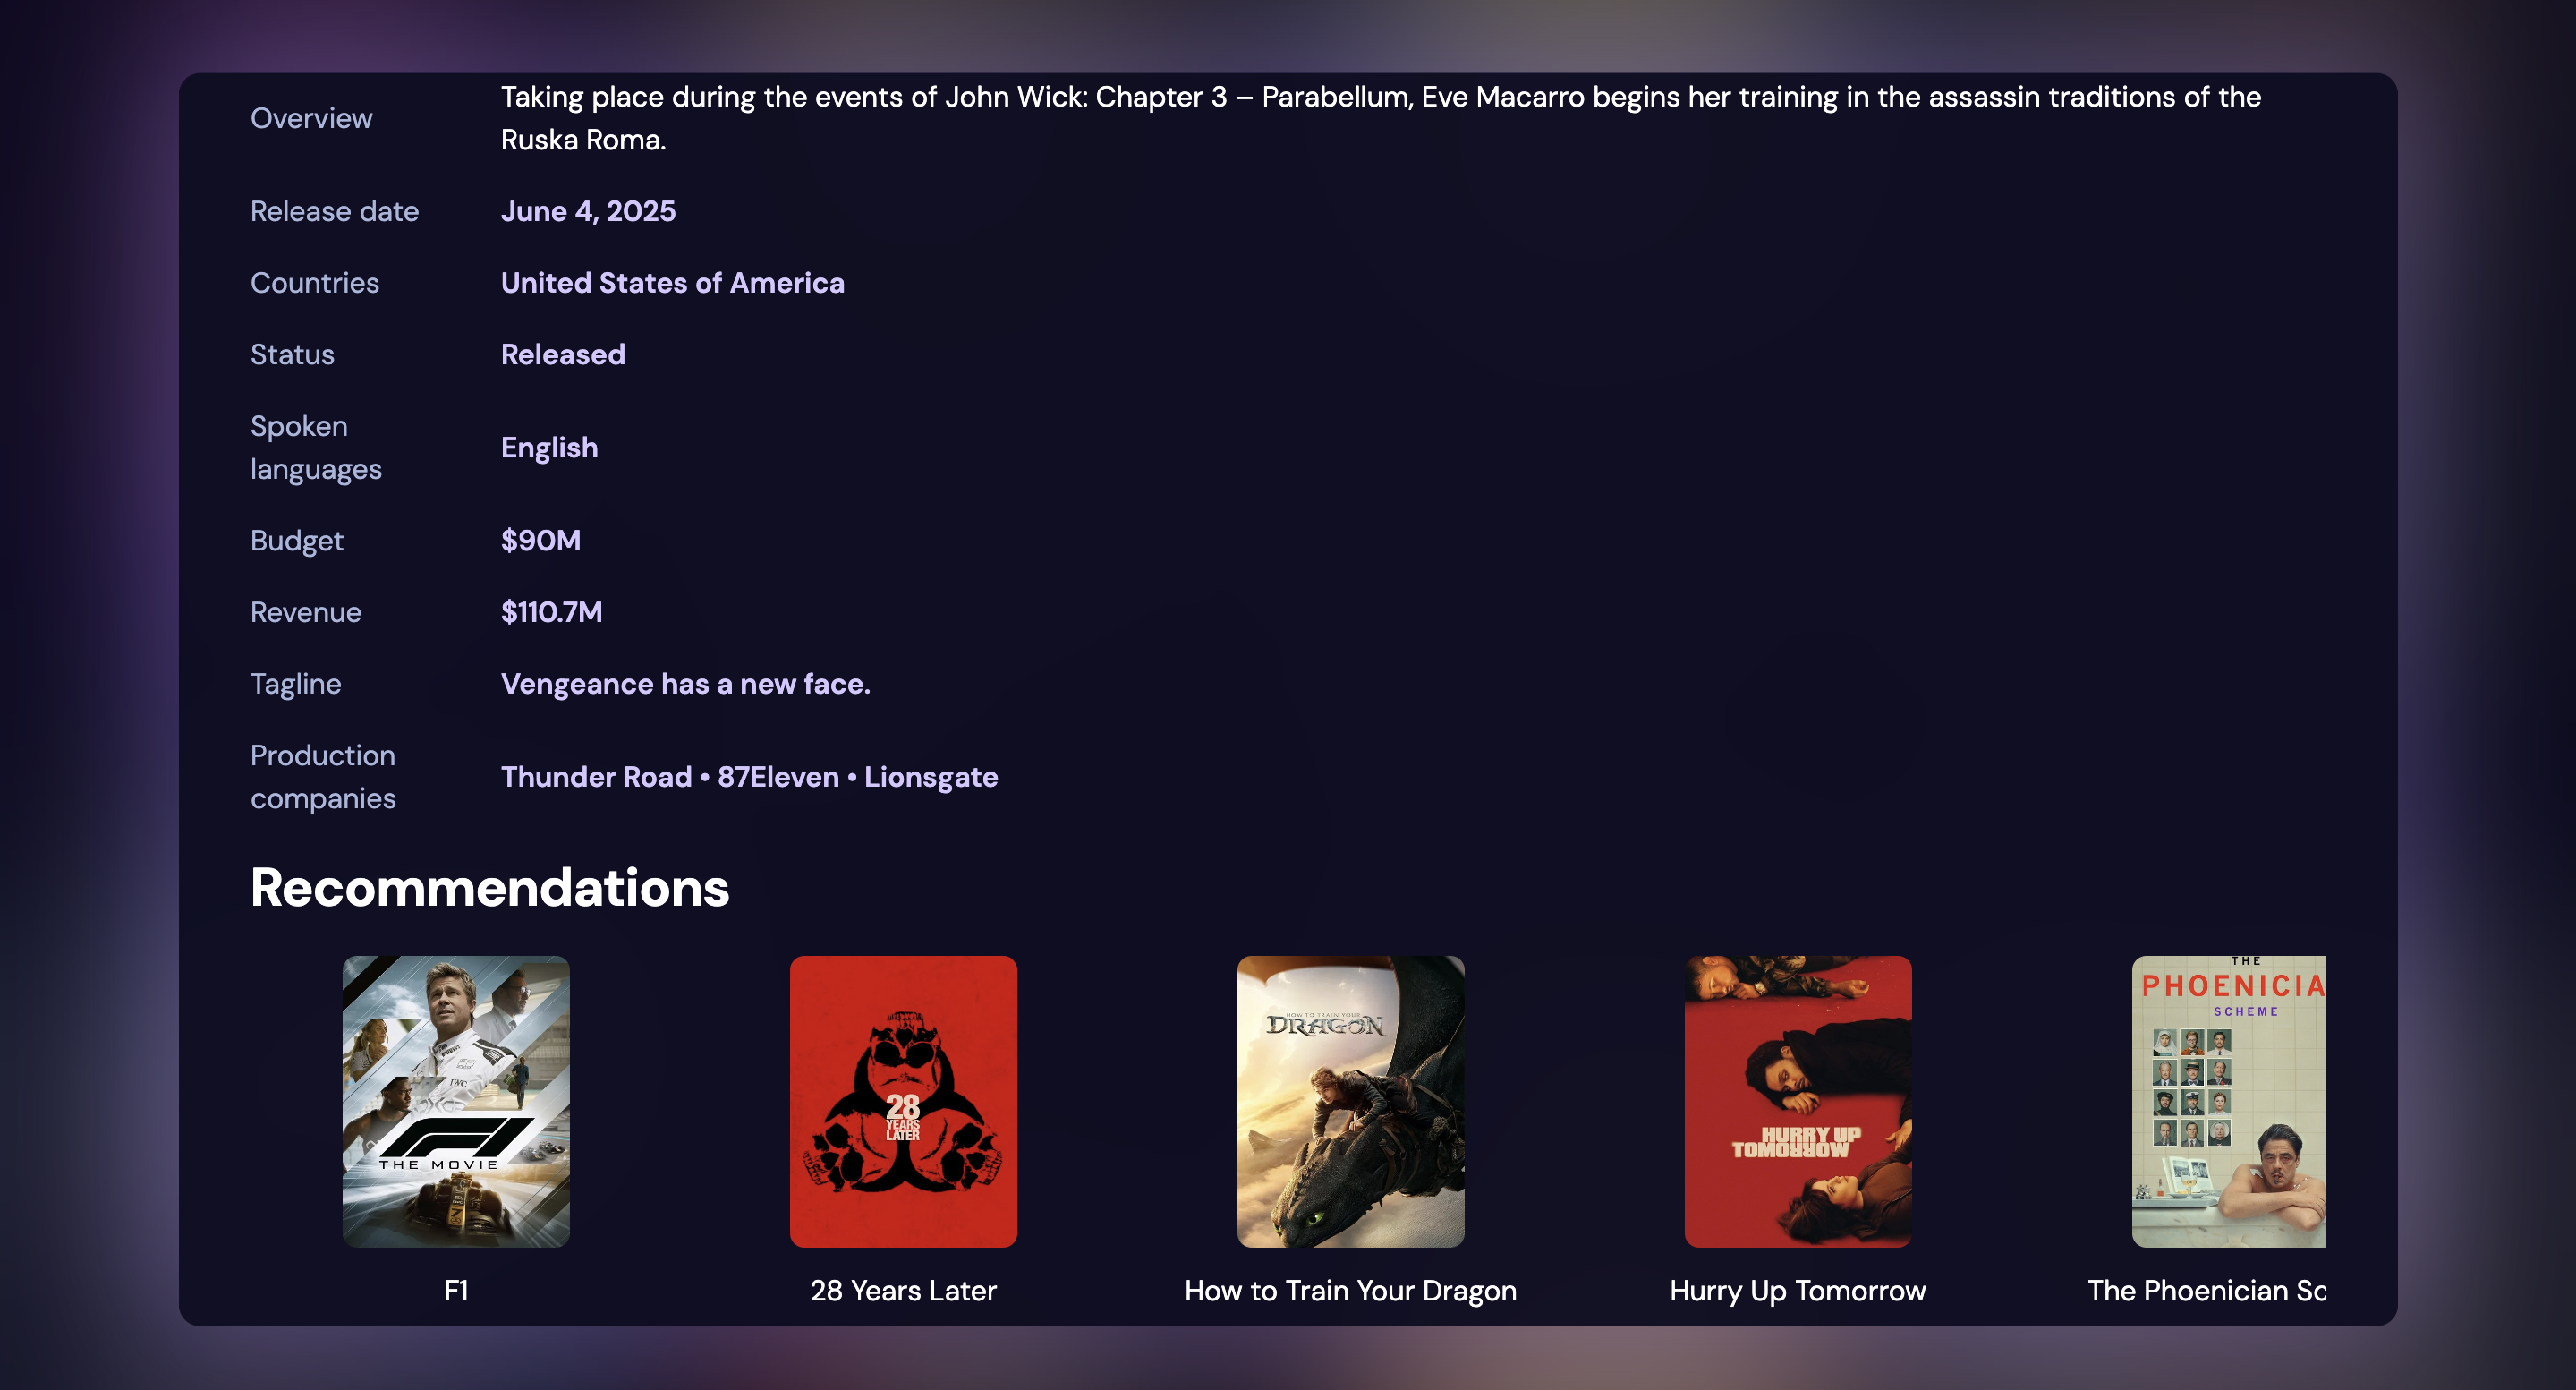 Overview
Taking place during the events of John Wick: Chapter 3 – Parabellum, Eve Macarro begins her training in the assassin traditions of the
Ruska Roma.
Release date
June 4, 2025
Countries
United States of America
Status
Released
Spoken
languages
English
Budget
$90M
Revenue
$110.7M
Tagline
Vengeance has a new face.
Production
companies
Thunder Road • 87Eleven • Lionsgate
Recommendations
IWC
F1
THE MOVIE
28
YEARS
LATER
HOW TO TRAIN YOUR
DRAGON
HURRY UP
TOMORROW
THE
PHOENICIA
SCHEME
F1
28 Years Later
How to Train Your Dragon
Hurry Up Tomorrow
The Phoenician Sc